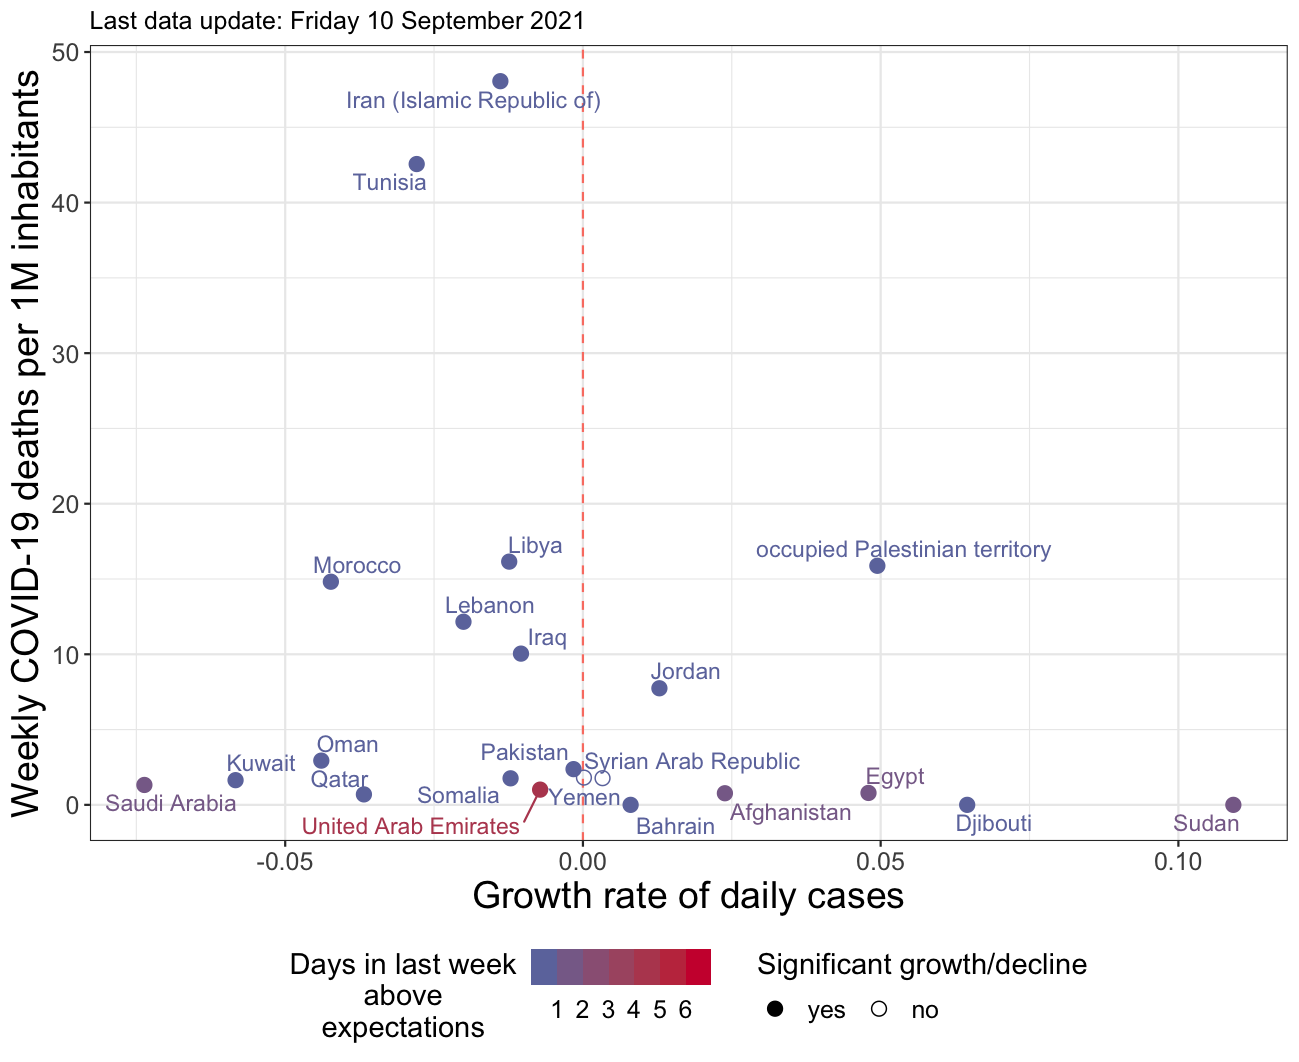 Last data update: Friday 10 September 2021
Weekly COVID-19 deaths per 1M inhabitants
50
40
30
20
10
0
Iran (Islamic Republic of)
Tunisia
Libya
occupied Palestinian territory
Morocco
Lebanon
Iraq
Jordan
Oman
Pakistan
Syrian Arab Republic
Kuwait
Qatar
Egypt
Somalia
Yemen
Saudi Arabia
Afghanistan
United Arab Emirates
Bahrain
Djibouti
Sudan
-0.05
0.00
0.05
0.10
Growth rate of daily cases
Days in last week
above
expectations
1 2 3 4 5 6
Significant growth/decline
yes
no